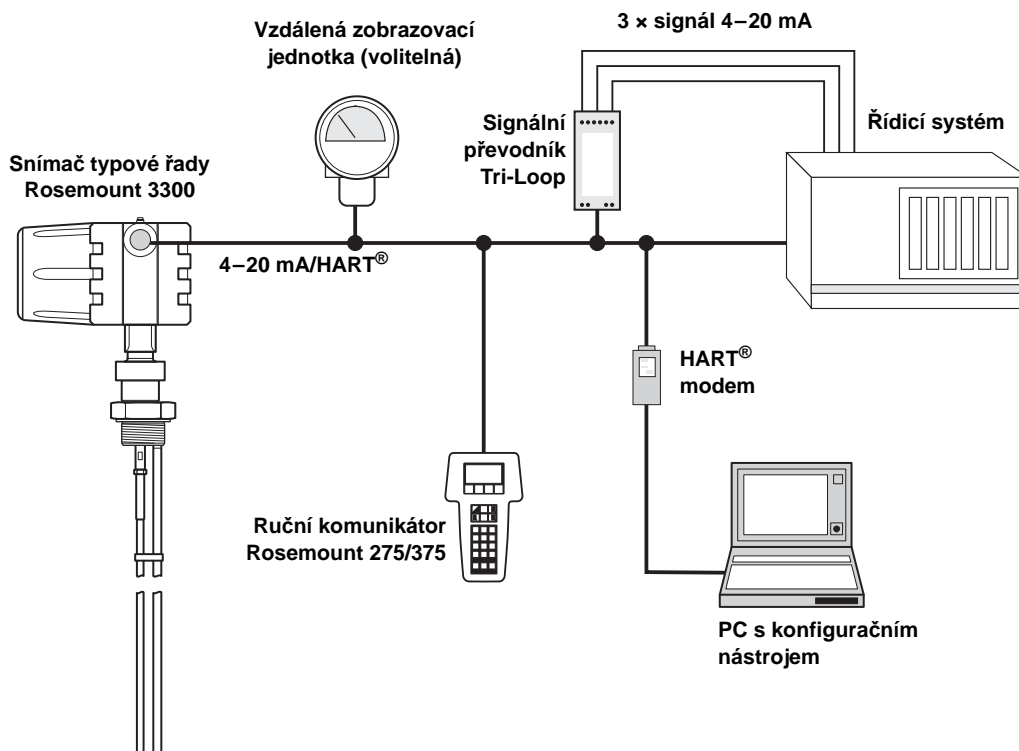 Vzdálená zobrazovací
jednotka (volitelná)
3 × signál 4–20 mA
Signální
převodník
Tri-Loop
Řídicí systém
Snímač typové řady
Rosemount 3300
4–20 mA/HART®
HART®
modem
Ruční komunikátor
Rosemount 275/375
PC s konfiguračním
nástrojem